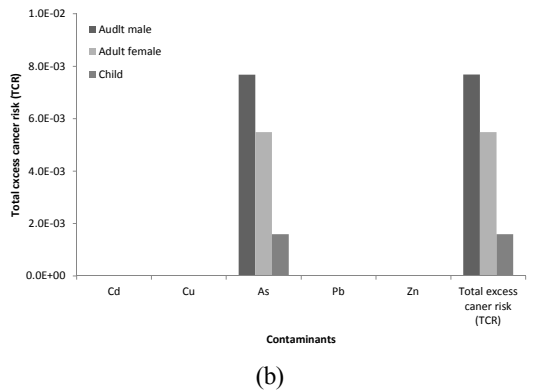 1.0E-02
8.0E-03
6.0E-03
4.0E-03
2.0E-03
0.0E+00
Total excess cancer risk (TCR)
Audlt male
Adult female
Child
Cd Cu As Pb Zn Total excess
caner risk
(TCR)
Contaminants
(b)